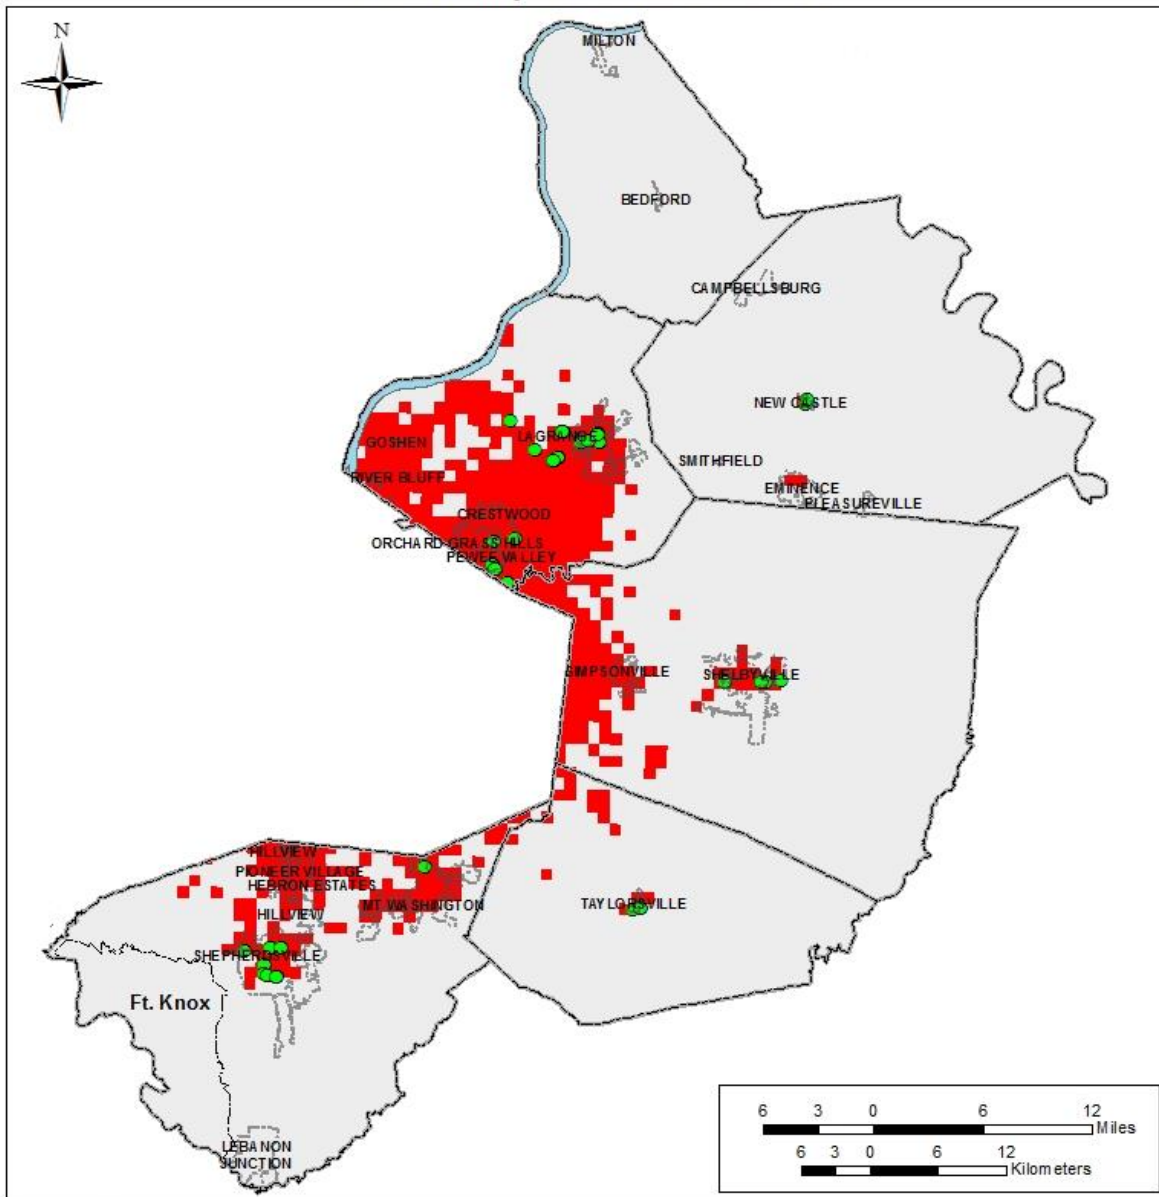 N
MILTON
BEDFORD
CAMPBELLSBURG
NEW CASTLE
LAGRANGE
GOSHEN
SMITHFIELD
RIVER BLUFF
EMINENCE
PLEASUREVILLE
CRESTWOOD
ORCHARD GRASS HILLS
PEWEE VALLEY
SIMPSONVILLE
SHELBYVILLE
HILLVIEW
PIONEER VILLAGE
HEBRON ESTATES
MT WASHINGTON
TAYLORSVILLE
HILLVIEW
SHEPHERDSVILLE
Ft. Knox
LEBANON
JUNCTION
6 3 0 6 12
Miles
6 3 0 6 12
Kilometers